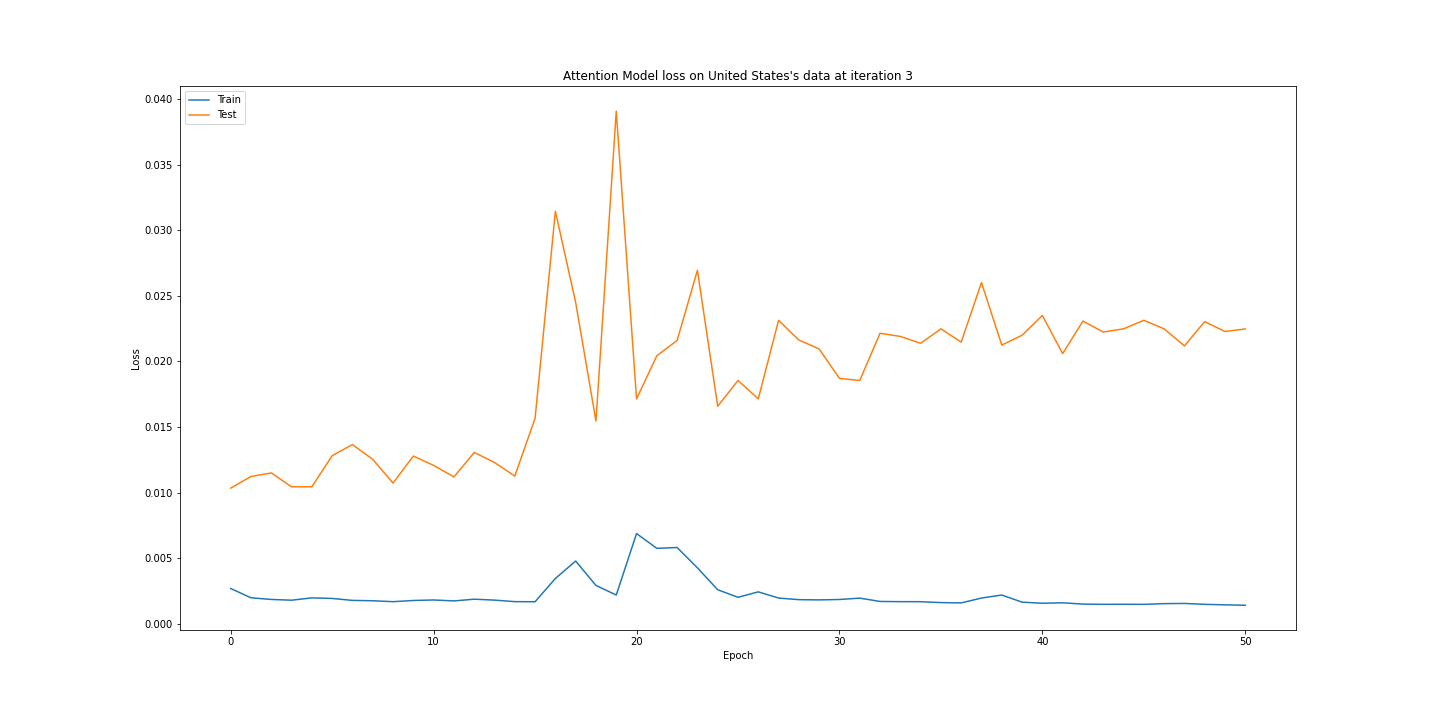 Attention Model loss on United States's data at iteration 3
Train
Test
0.040
0.035
0.030
0.025
0.020
0.015
0.010
0.005
0.000
Loss
0 10 20 30 40 50
Epoch